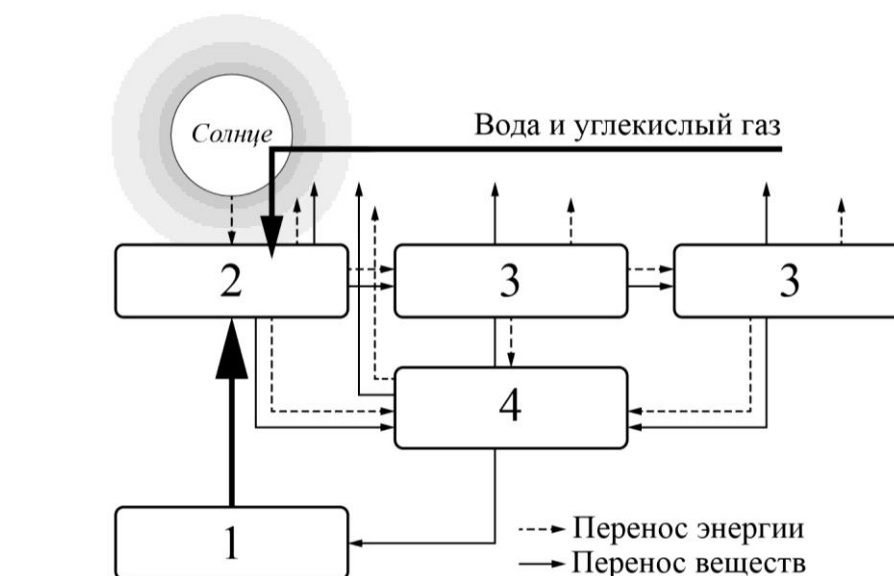 Солнце
Вода и углекислый газ
2
3
3
4
1
Перенос энергии
Перенос веществ